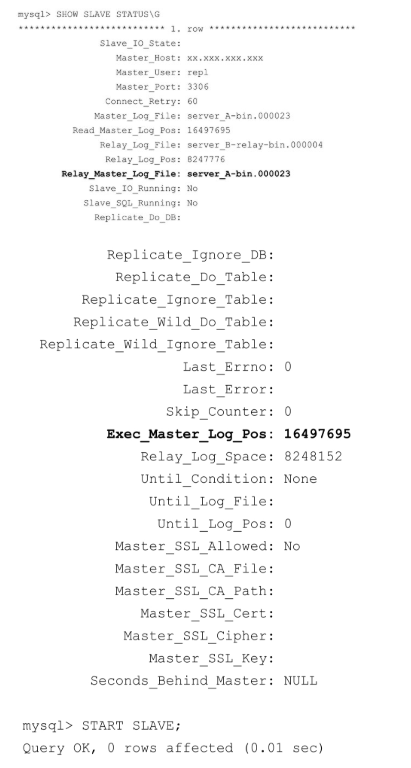 mysql> SHOW SLAVE STATUS\G
*************************** 1. row ***************************
Slave_IO_State:
Master_Host: xx.xxx.xxx.xxx
Master_User: repl
Master_Port: 3306
Connect_Retry: 60
Master_Log_File: server_A-bin.000023
Read_Master_Log_Pos: 16497695
Relay_Log_File: server_B-relay-bin.000004
Relay_Log_Pos: 8247776
Relay_Master_Log_File: server_A-bin.000023
Slave_IO_Running: No
Slave_SQL_Running: No
Replicate_Do_DB:
Replicate_Ignore_DB:
Replicate_Do_Table:
Replicate_Ignore_Table:
Replicate_Wild_Do_Table:
Replicate_Wild_Ignore_Table:
Last_Errno: 0
Last_Error:
Skip_Counter: 0
Exec_Master_Log_Pos: 16497695
Relay_Log_Space: 8248152
Until_Condition: None
Until_Log_File:
Until_Log_Pos: 0
Master_SSL_Allowed: No
Master_SSL_CA_File:
Master_SSL_CA_Path:
Master_SSL_Cert:
Master_SSL_Cipher:
Master_SSL_Key:
Seconds_Behind_Master: NULL
mysql> START SLAVE;
Query OK, 0 rows affected (0.01 sec)